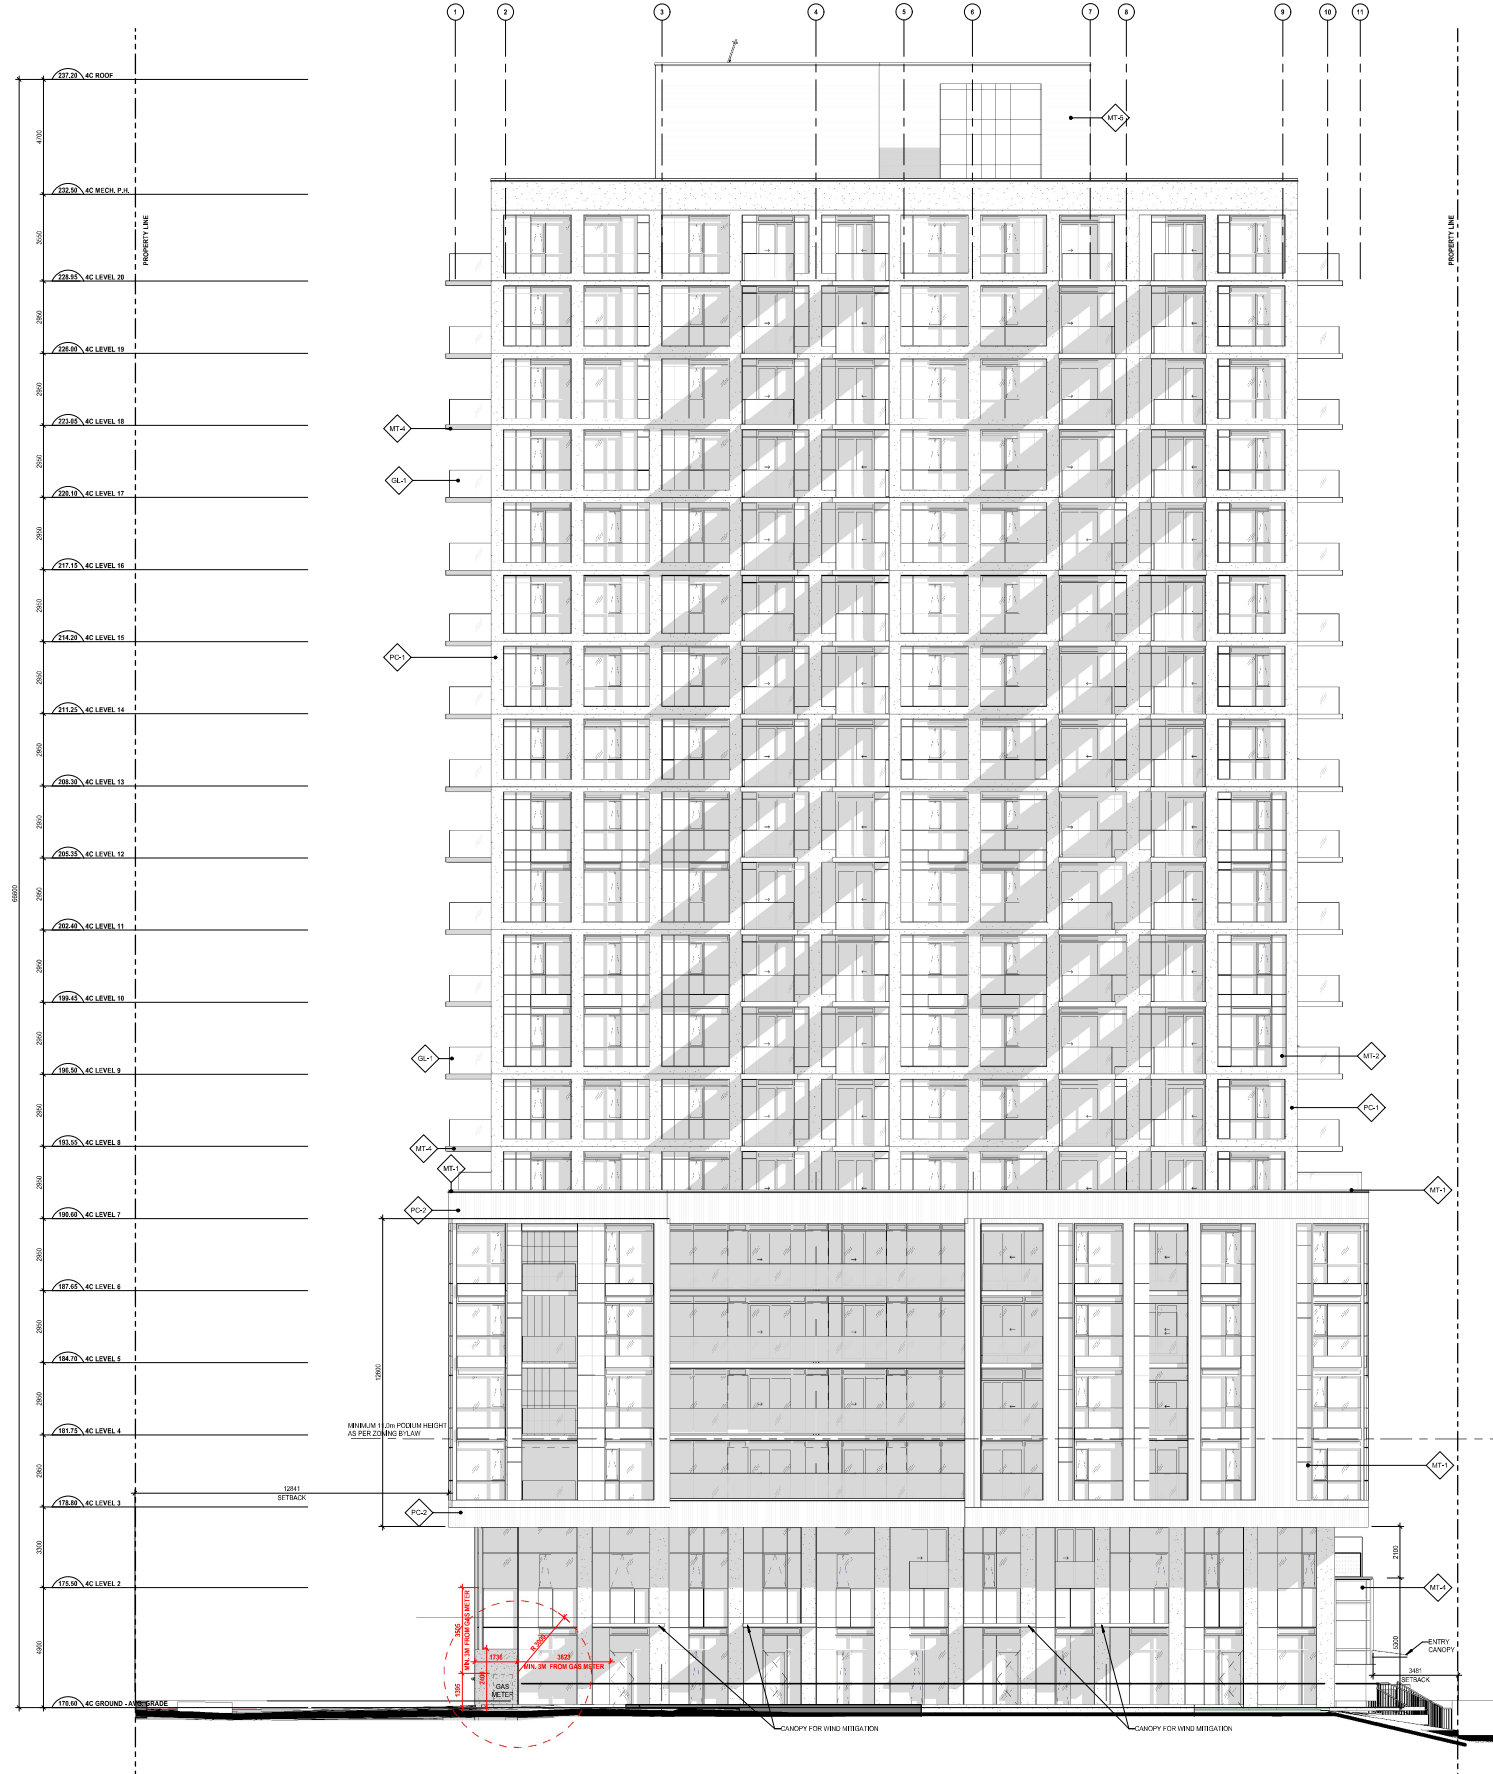 1 2 3 4 5 6 7 8 9 10 11
237.20 4C ROOF
4700
MT-5
232.50 4C MECH. P.H.
PROPERTY LINE
PROPERTY LINE
3550
228.95 4C LEVEL 20
2950
226.00 4C LEVEL 19
2950
223.05 4C LEVEL 18
MT-4
2950
GL-1
220.10 4C LEVEL 17
2950
217.15 4C LEVEL 16
2950
214.20 4C LEVEL 15
PC-1
2950
211.25 4C LEVEL 14
2950
208.30 4C LEVEL 13
2950
205.35 4C LEVEL 12
66600
2950
202.40 4C LEVEL 11
2950
199.45 4C LEVEL 10
2950
GL-1
MT-2
196.50 4C LEVEL 9
2950
PC-1
193.55 4C LEVEL 8
MT-4
MT-1
2950
MT-1
PC-2
190.60 4C LEVEL 7
2950
187.65 4C LEVEL 6
2950
184.70 4C LEVEL 5
12600
2950
MINIMUM 11.0m PODIUM HEIGHT
AS PER ZONING BYLAW
181.75 4C LEVEL 4
2950
MT-1
12841
SETBACK
178.80 4C LEVEL 3
PC-2
3300
2100
175.50 4C LEVEL 2
MT-4
3505
MIN. 3M FROM GAS METER
R 3000
4900
5300
ENTRY
CANOPY
1736
3823
MIN. 3M FROM GAS METER
3481
SETBACK
1395
2400
GAS
METER
170.60 4C GROUND - AVG. GRADE
CANOPY FOR WIND MITIGATION
CANOPY FOR WIND MITIGATION